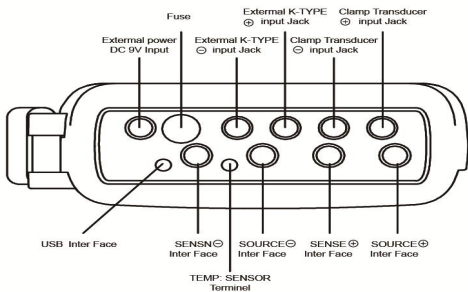 Fuse
External power
DC 9V Input
Exfermal K-TYPE
⊕ input Jack
External K-TYPE
⊖ input Jack
Clamp Transducer
⊕ input Jack
Clamp Transducer
⊖ input Jack
USB Inter Face
SENSN⊖
Inter Face
TEMP: SENSOR
Terminel
SOURCE⊖
Inter Face
SENSE⊕
Inter Face
SOURCE⊕
Inter Face